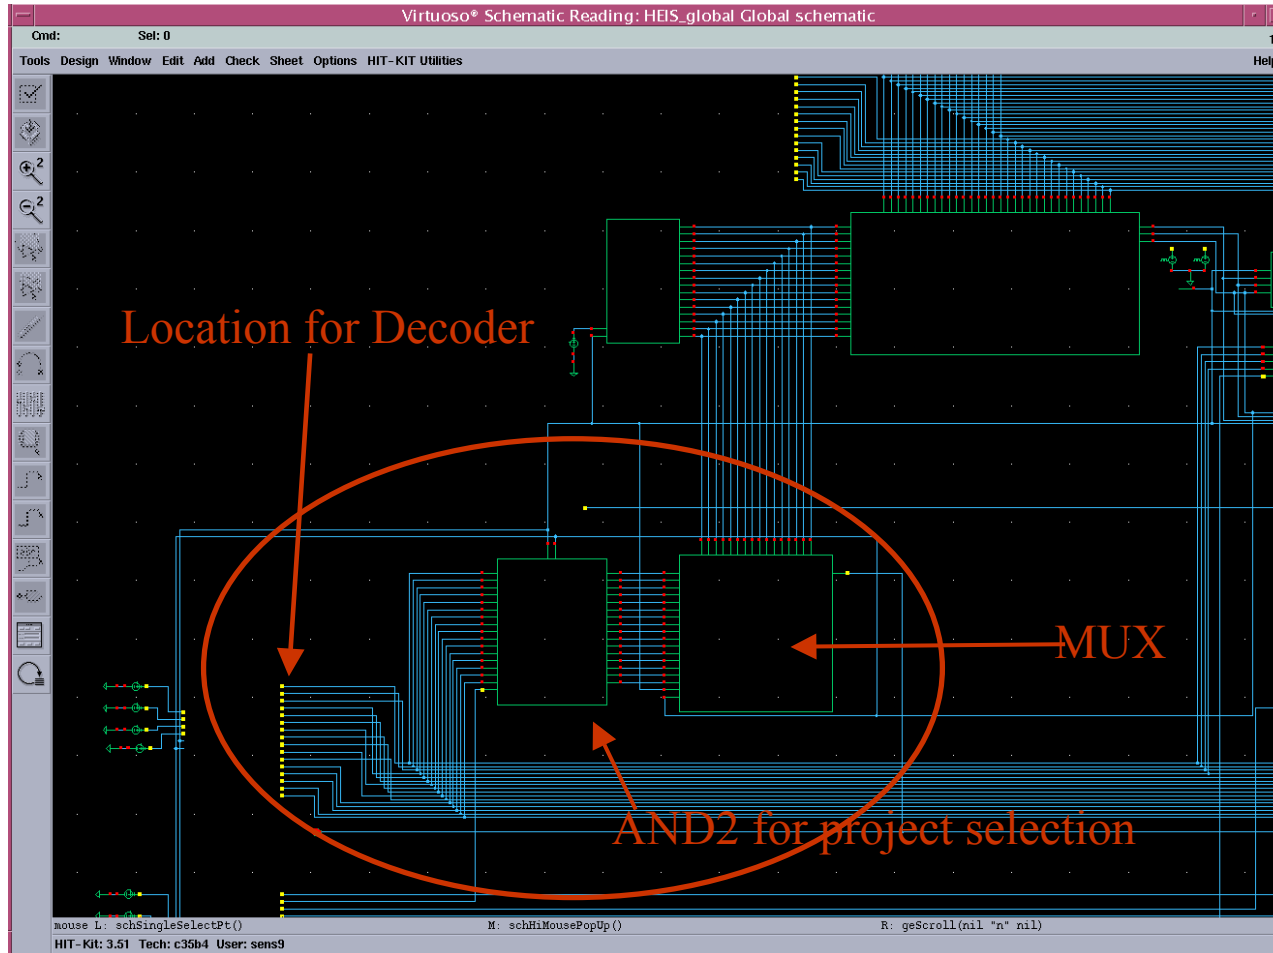 Virtuoso® Schematic Reading: HEIS_global Global schematic
Cmd: Sel: 0
Tools Design Window Edit Add Check Sheet Options HIT-KIT Utilities Help
Location for Decoder
MUX
AND2 for project selection
mouse L: schSingleSelectPt() M: schHiMousePopUp() R: geScroll(nil "n" nil)
HIT-Kit: 3.51 Tech: c35b4 User: sens9